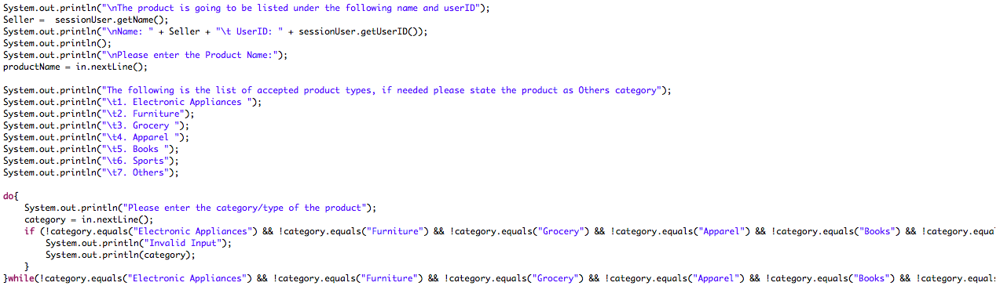 System.out.println("\nThe product is going to be listed under the following name and userID");
Seller =  sessionUser.getName();
System.out.println("\nName: " + Seller + "\t UserID: " + sessionUser.getUserID());
System.out.println();
System.out.println("\nPlease enter the Product Name:");
productName = in.nextLine();
System.out.println("The following is the list of accepted product types, if needed please state the product as Others category");
System.out.println("\t1. Electronic Appliances ");
System.out.println("\t2. Furniture");
System.out.println("\t3. Grocery ");
System.out.println("\t4. Apparel ");
System.out.println("\t5. Books ");
System.out.println("\t6. Sports");
System.out.println("\t7. Others");
do{
System.out.println("Please enter the category/type of the product");
category = in.nextLine();
if (!category.equals("Electronic Appliances") && !category.equals("Furniture") && !category.equals("Grocery") && !category.equals("Apparel") && !category.equals("Books") && !category.equa
System.out.println("Invalid Input");
System.out.println(category);
}
}while(!category.equals("Electronic Appliances") && !category.equals("Furniture") && !category.equals("Grocery") && !category.equals("Apparel") && !category.equals("Books") && !category.equals